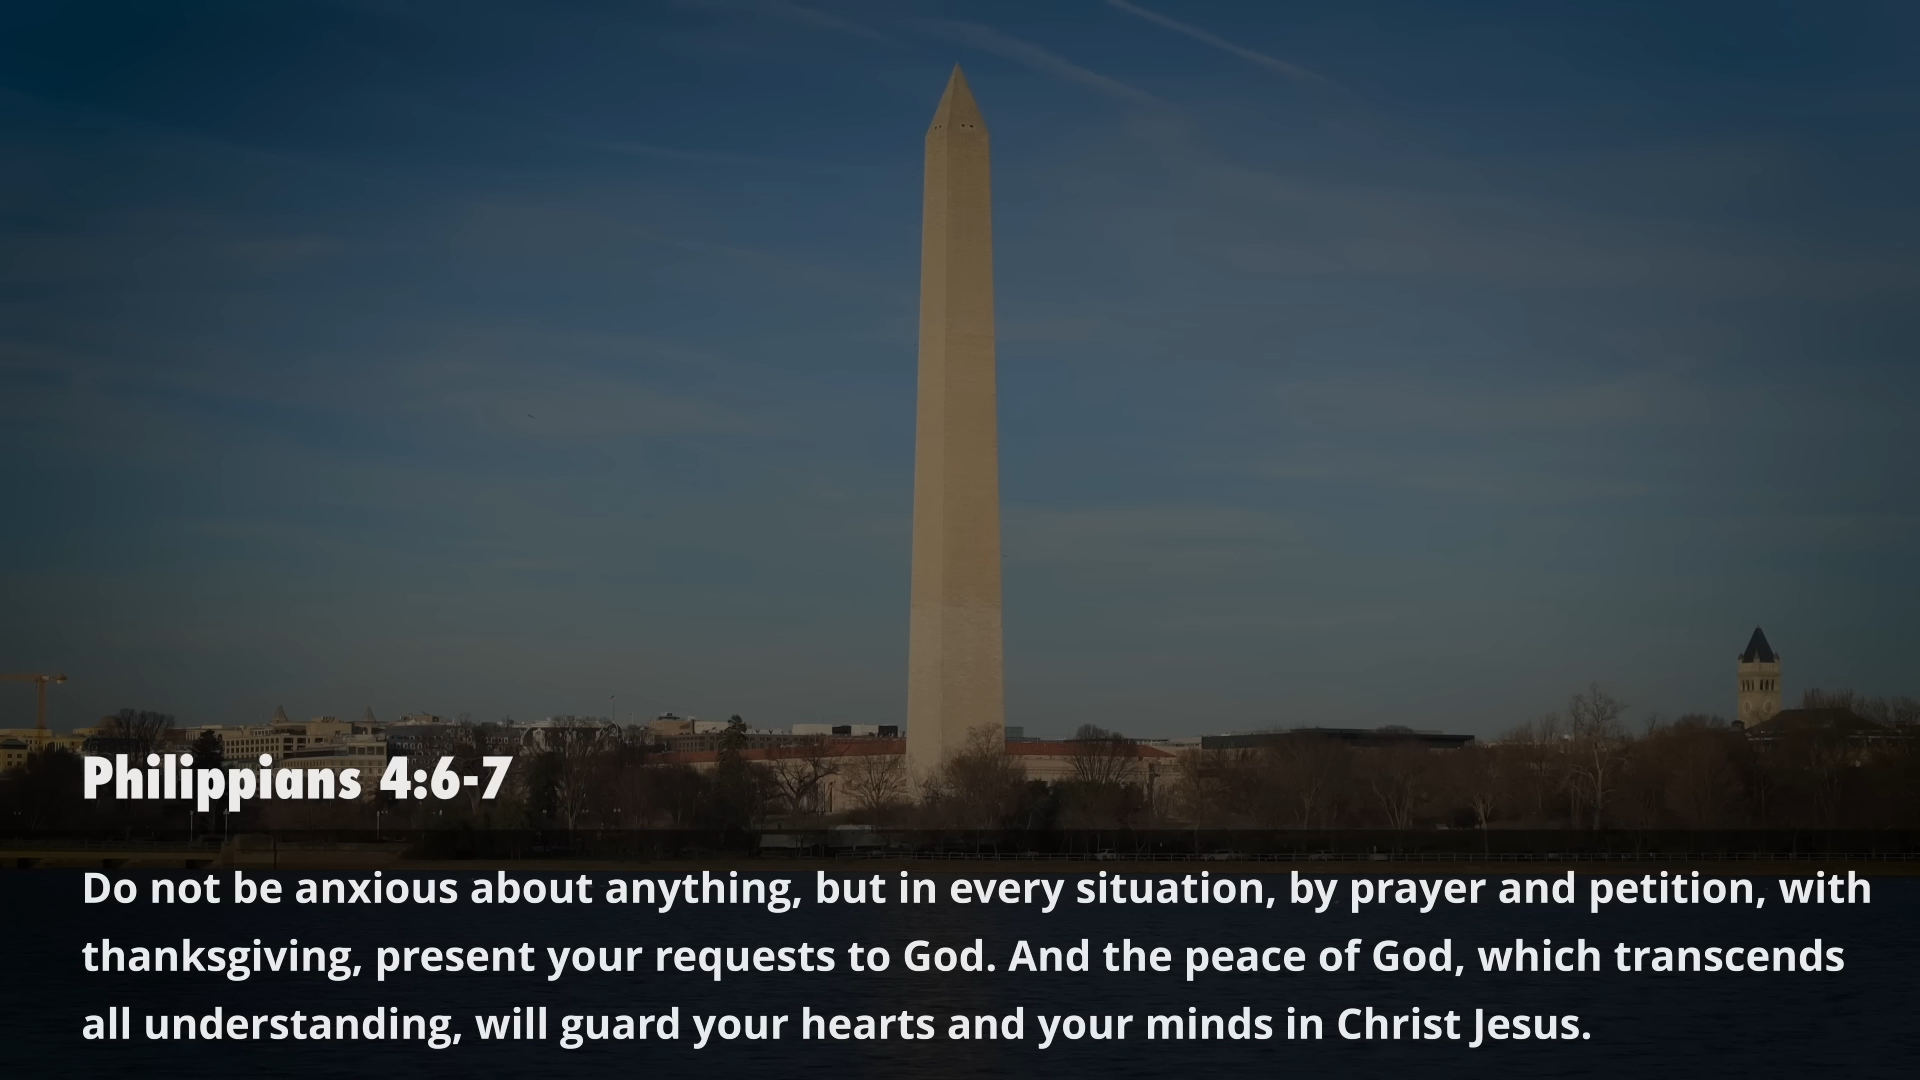 Philippians 4:6-7
Do not be anxious about anything, but in every situation, by prayer and petition, with
thanksgiving, present your requests to God. And the peace of God, which transcends
all understanding, will guard your hearts and your minds in Christ Jesus.